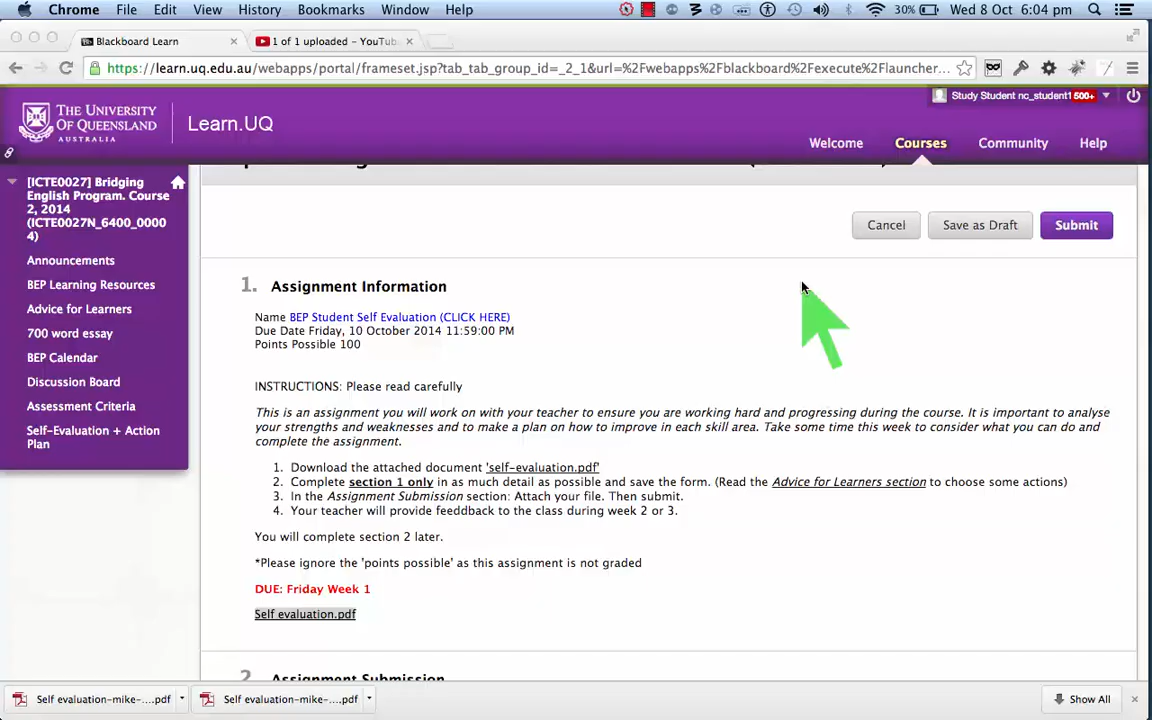 Chrome File Edit View History Bookmarks Window Help 30% Wed 8 Oct 6:04 pm
Blackboard Learn × 1 of 1 uploaded - YouTub ×
https://learn.uq.edu.au/webapps/portal/frameset.jsp?tab_tab_group_id=_2_1&url=%2Fwebapps%2Fblackboard%2Fexecute%2Flauncher...
Study Student nc_student1 500+
THE UNIVERSITY
OF QUEENSLAND
AUSTRALIA
Learn.UQ
Welcome Courses Community Help
[ICTE0027] Bridging
English Program. Course
2, 2014
(ICTE0027N_6400_0000
4)
Announcements
BEP Learning Resources
Advice for Learners
700 word essay
BEP Calendar
Discussion Board
Assessment Criteria
Self-Evaluation + Action
Plan
Cancel Save as Draft Submit
1. Assignment Information
Name BEP Student Self Evaluation (CLICK HERE)
Due Date Friday, 10 October 2014 11:59:00 PM
Points Possible 100
INSTRUCTIONS: Please read carefully
This is an assignment you will work on with your teacher to ensure you are working hard and progressing during the course. It is important to analyse
your strengths and weaknesses and to make a plan on how to improve in each skill area. Take some time this week to consider what you can do and
complete the assignment.
1. Download the attached document 'self-evaluation.pdf'
2. Complete section 1 only in as much detail as possible and save the form. (Read the Advice for Learners section to choose some actions)
3. In the Assignment Submission section: Attach your file. Then submit.
4. Your teacher will provide feeddback to the class during week 2 or 3.
You will complete section 2 later.
*Please ignore the 'points possible' as this assignment is not graded
DUE: Friday Week 1
Self evaluation.pdf
2. Assignment Submission
Self evaluation-mike-....pdf Self evaluation-mike-....pdf Show All